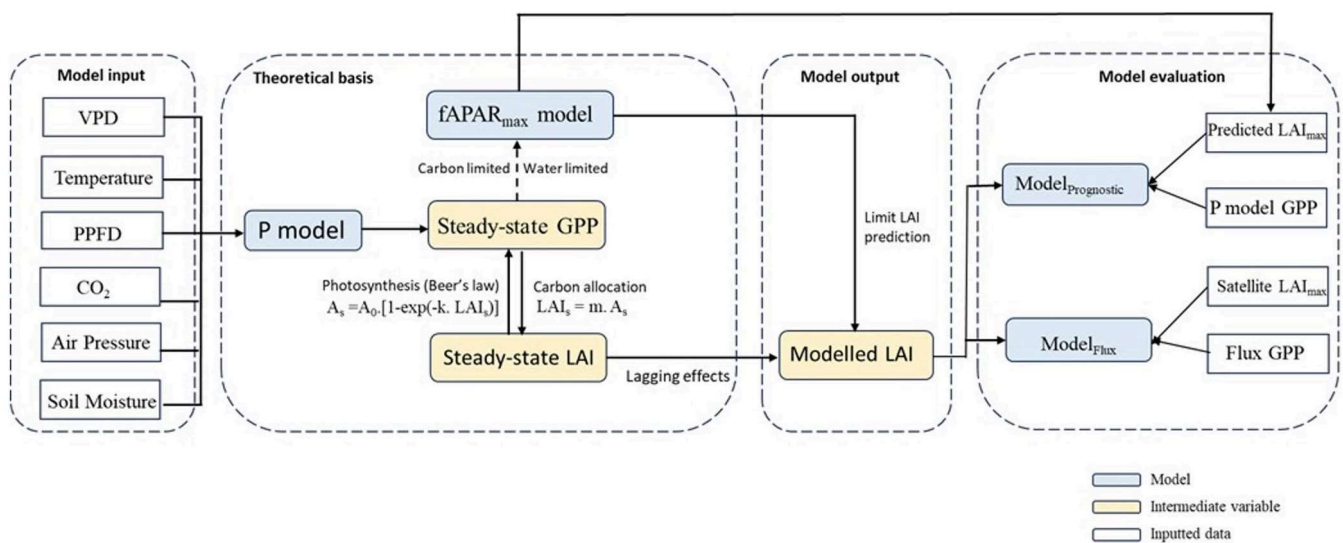 Model input
VPD
Temperature
PPFD
CO₂
Air Pressure
Soil Moisture
Theoretical basis
fAPARmax model
Carbon limited
Water limited
P model
Steady-state GPP
Photosynthesis (Beer's law)
Aₛ =A₀.[1-exp(-k. LAIₛ)]
Carbon allocation
LAIₛ = m. Aₛ
Steady-state LAI
Lagging effects
Model output
Limit LAI
prediction
Modelled LAI
Model evaluation
Predicted LAImax
ModelPrognostic
P model GPP
Satellite LAImax
ModelFlux
Flux GPP
Model
Intermediate variable
Inputted data